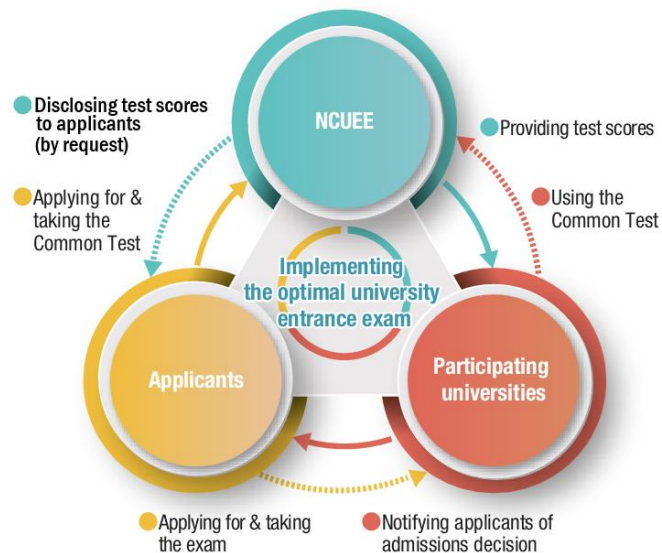 NCUEE
Disclosing test scores
to applicants
(by request)
Providing test scores
Applying for &
taking the
Common Test
Using the
Common Test
Implementing
the optimal university
entrance exam
Applicants
Participating
universities
Applying for & taking
the exam
Notifying applicants of
admissions decision